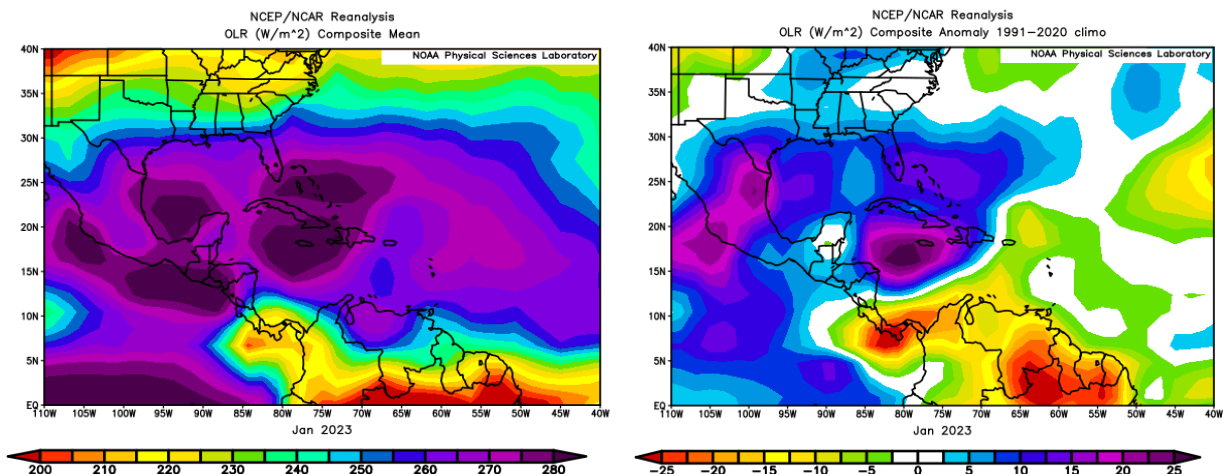 NCEP/NCAR Reanalysis
OLR (W/m^2) Composite Mean
NOAA Physical Sciences Laboratory
40N
35N
30N
25N
20N
15N
10N
5N
EQ
110W 105W 100W 95W 90W 85W 80W 75W 70W 65W 60W 55W 50W 45W 40W
Jan 2023
200 210 220 230 240 250 260 270 280
NCEP/NCAR Reanalysis
OLR (W/m^2) Composite Anomaly 1991-2020 climo
NOAA Physical Sciences Laboratory
40N
35N
30N
25N
20N
15N
10N
5N
EQ
110W 105W 100W 95W 90W 85W 80W 75W 70W 65W 60W 55W 50W 45W 40W
Jan 2023
-25 -20 -15 -10 -5 0 5 10 15 20 25